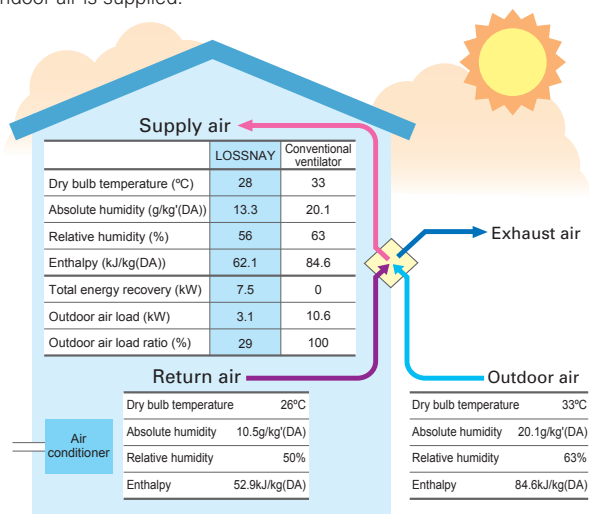 ndoor air is supplied.
Supply air
LOSSNAY Conventional ventilator
Dry bulb temperature (ºC) 28 33
Absolute humidity (g/kg'(DA)) 13.3 20.1
Relative humidity (%) 56 63
Enthalpy (kJ/kg(DA)) 62.1 84.6
Total energy recovery (kW) 7.5 0
Outdoor air load (kW) 3.1 10.6
Outdoor air load ratio (%) 29 100
Exhaust air
Return air
Dry bulb temperature 26ºC
Absolute humidity 10.5g/kg'(DA)
Relative humidity 50%
Enthalpy 52.9kJ/kg(DA)
Air
conditioner
Outdoor air
Dry bulb temperature 33ºC
Absolute humidity 20.1g/kg'(DA)
Relative humidity 63%
Enthalpy 84.6kJ/kg(DA)